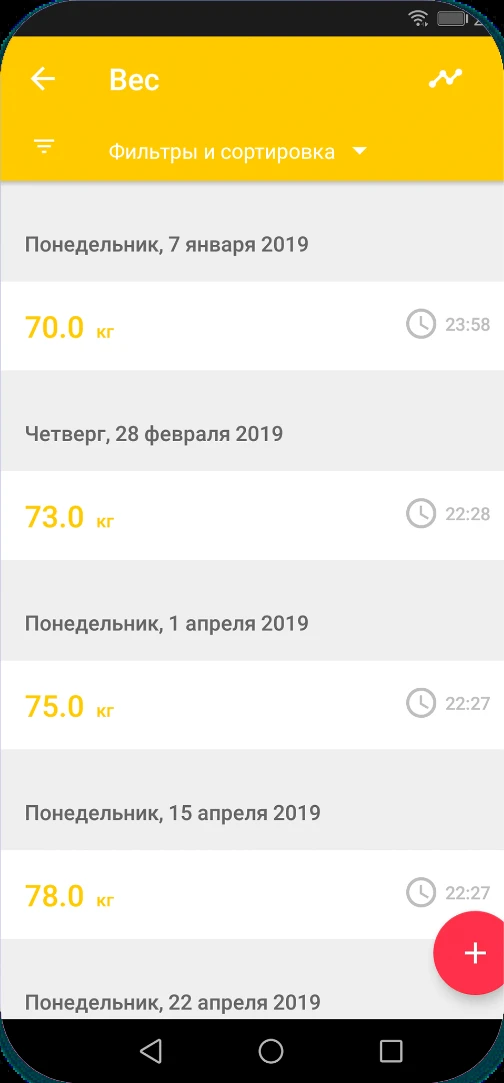 Вес
Фильтры и сортировка
Понедельник, 7 января 2019
70.0 кг 23:58
Четверг, 28 февраля 2019
73.0 кг 22:28
Понедельник, 1 апреля 2019
75.0 кг 22:27
Понедельник, 15 апреля 2019
78.0 кг 22:27
Понедельник, 22 апреля 2019